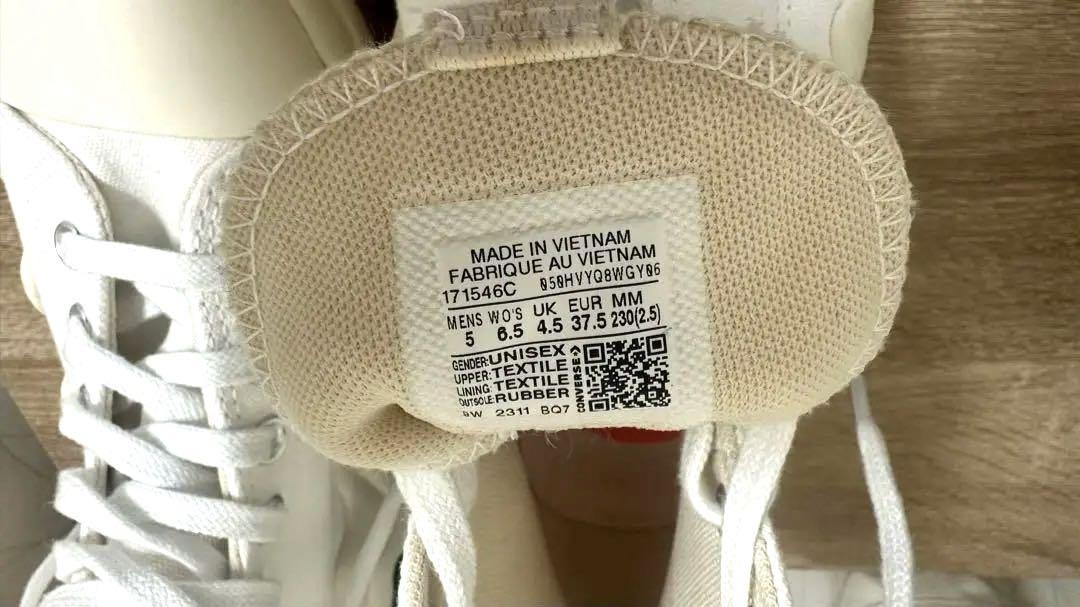 MADE IN VIETNAM
FABRIQUE AU VIETNAM
171546C 050HVYQ8WGY06
MENS WO'S UK EUR MM
5 6.5 4.5 37.5 230(2.5)
GENDER: UNISEX
UPPER: TEXTILE
LINING: TEXTILE
OUTSOLE: RUBBER
CONVERSE
2311 BQ7